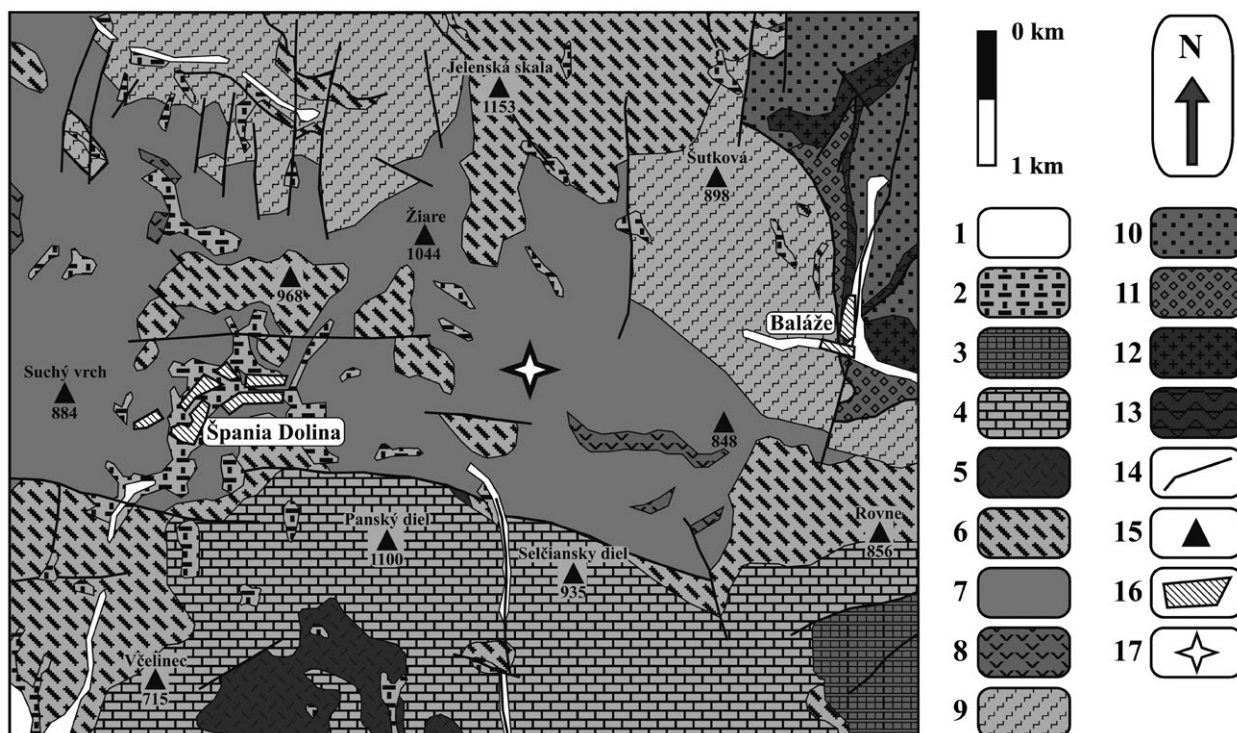 Jelenská skala
1153
Šutková
898
Žiare
1044
968
Baláže
Suchý vrch
884
Špania Dolina
848
Panský diel
1100
Selčiansky diel
935
Rovne
856
Včelinec
715
0 km
1 km
N
1
2
3
4
5
6
7
8
9
10
11
12
13
14
15
16
17